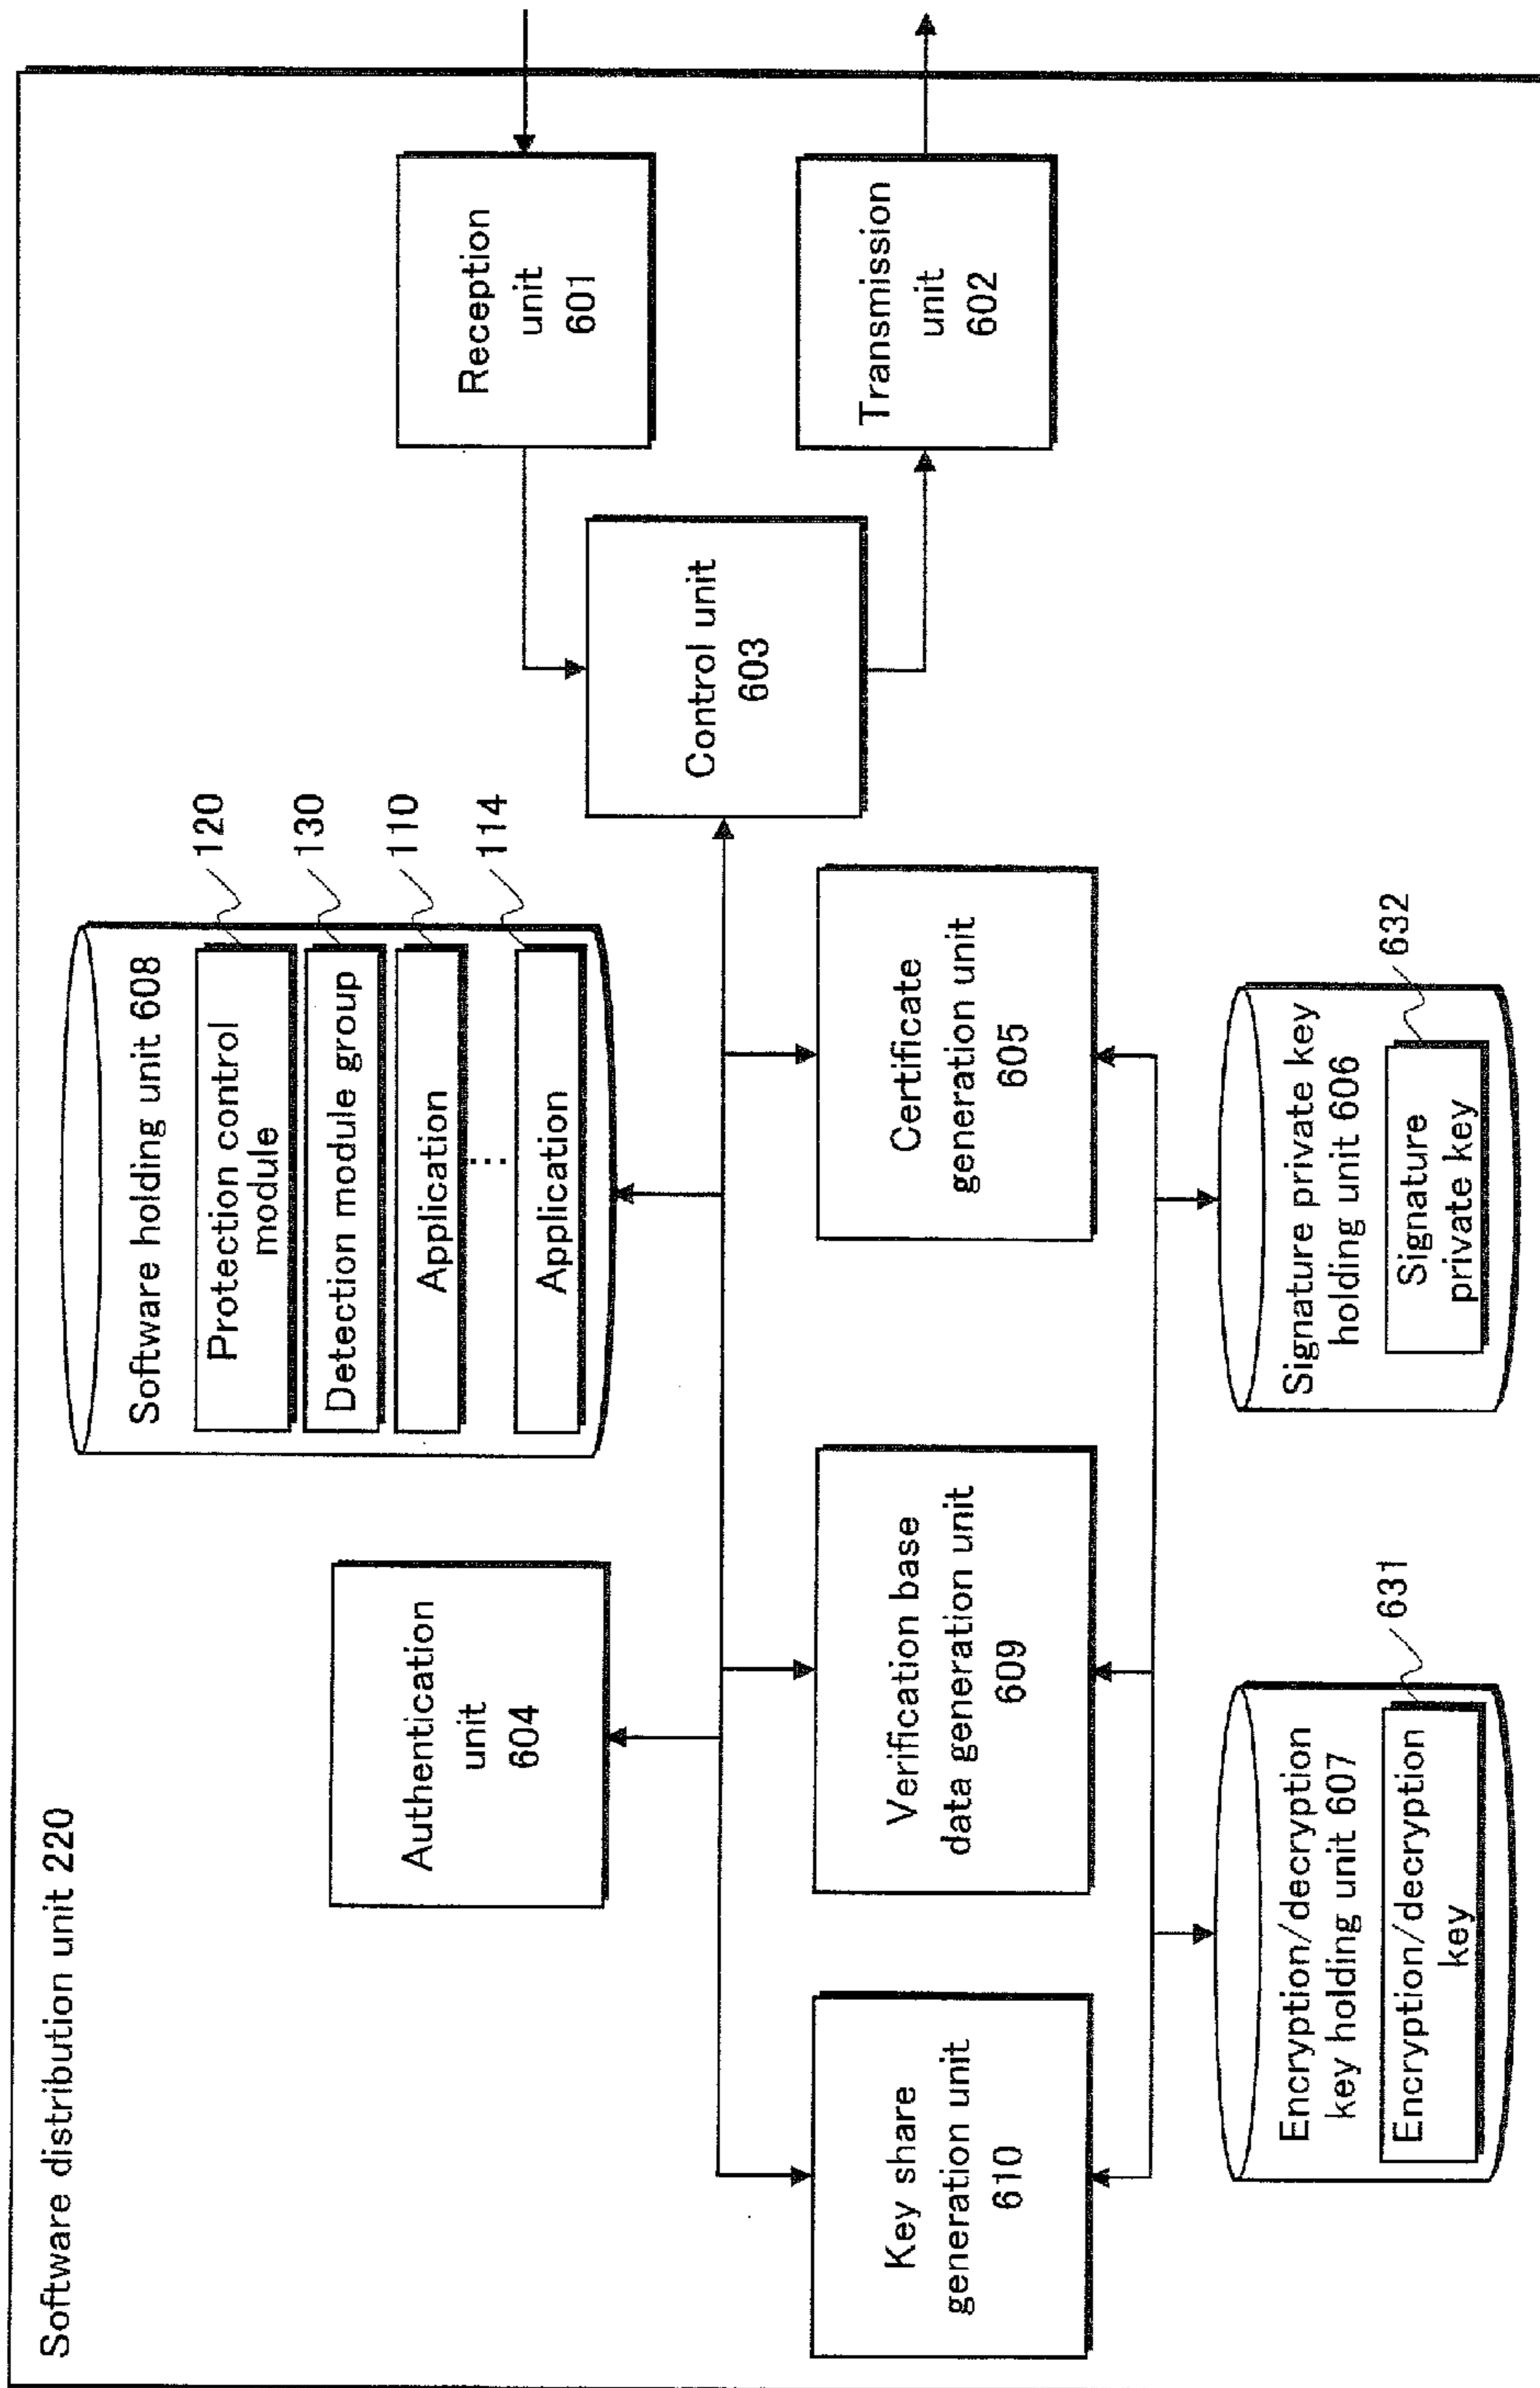 Software distribution unit 220
Authentication
unit
604
Software holding unit 608
Protection control
module
Detection module group
Application
...
Application
120
130
110
114
Reception
unit
601
Control unit
603
Transmission
unit
602
Key share
generation unit
610
Verification base
data generation unit
609
Certificate
generation unit
605
Encryption/decryption
key holding unit 607
Encryption/decryption
key
631
Signature private key
holding unit 606
Signature
private key
632